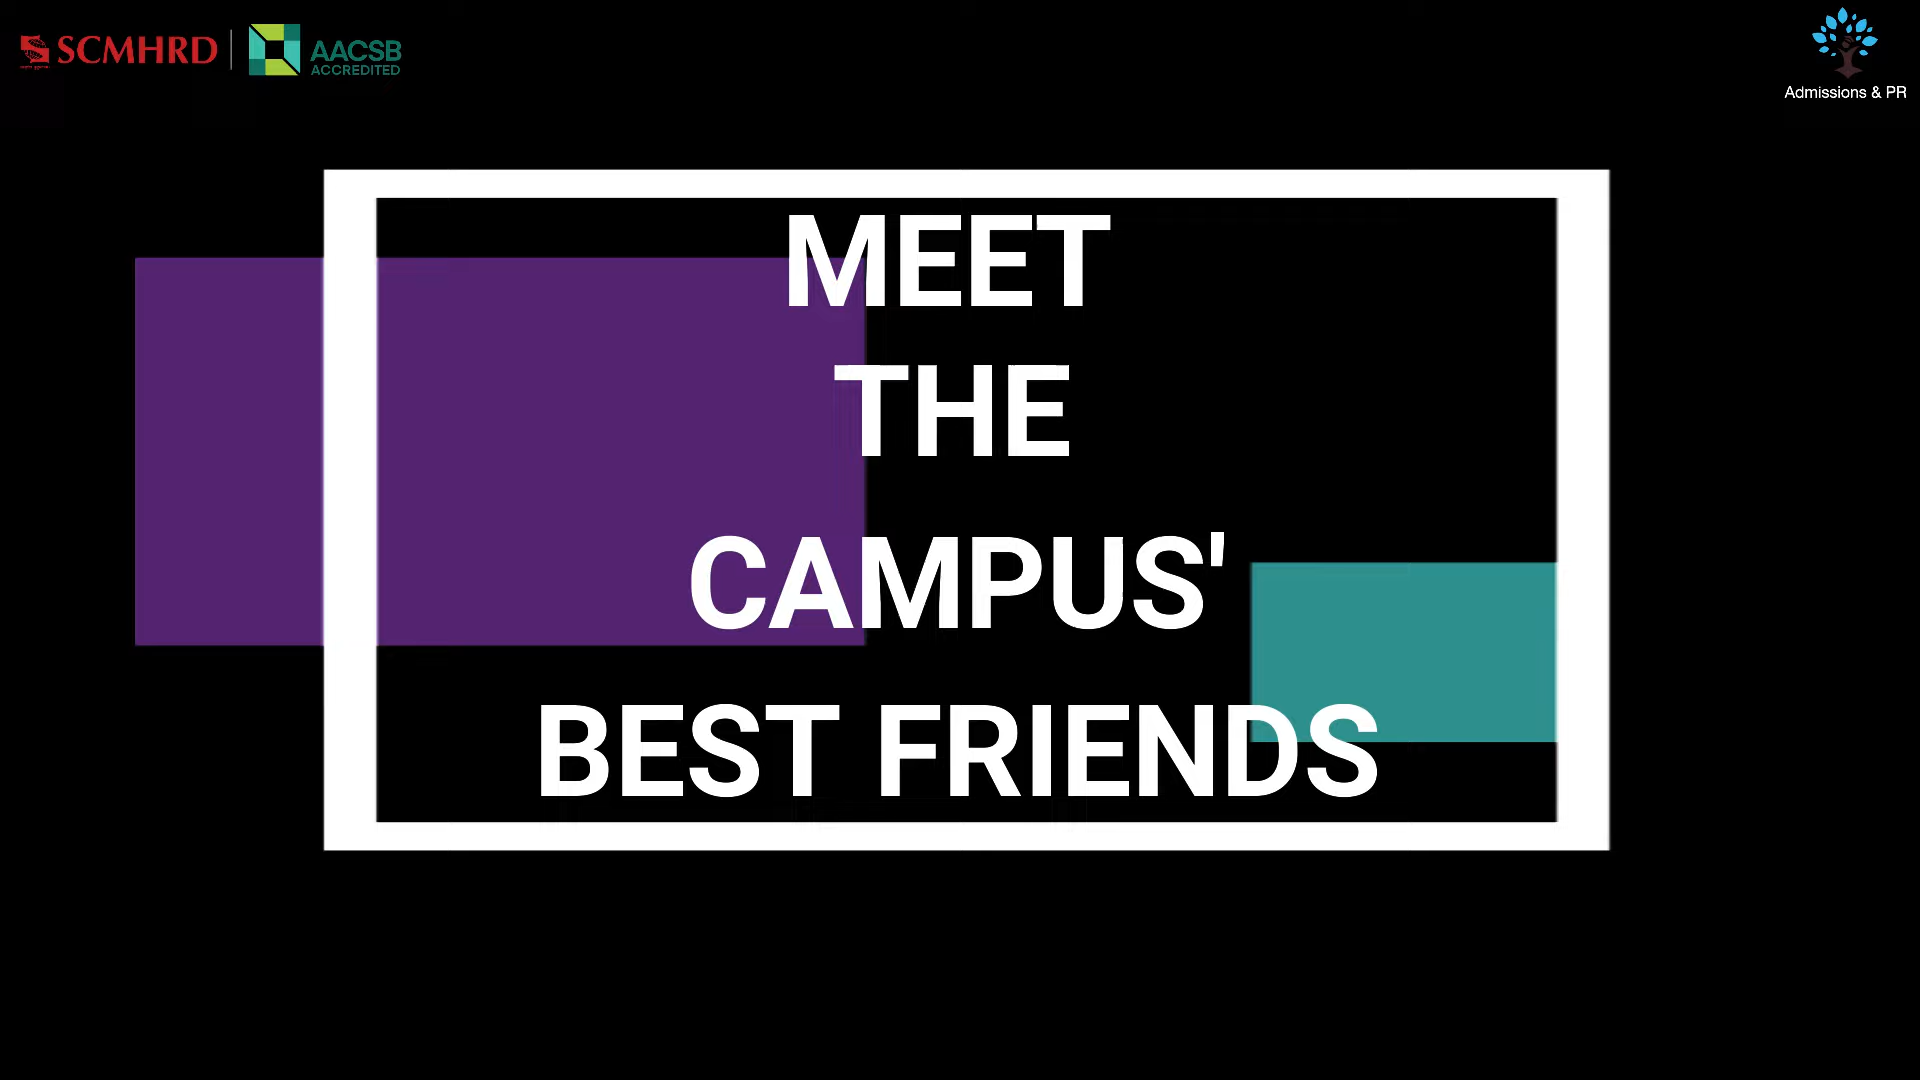 SCMHRD
AACSB
ACCREDITED
Admissions & PR
MEET
THE
CAMPUS'
BEST FRIENDS